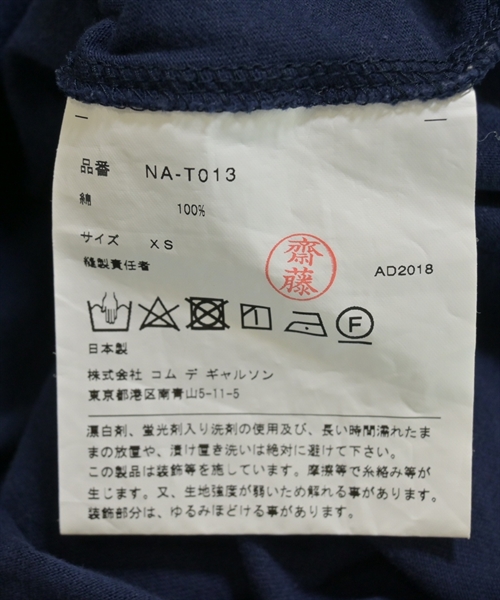 品番 NA-T013
綿 100%
サイズ XS
縫製責任者 齋藤 AD2018
F
日本製
株式会社 コム デ ギャルソン
東京都港区南青山5-11-5
漂白剤、蛍光剤入り洗剤の使用及び、長い時間濡れたま
まの放置や、漬け置き洗いは絶対に避けて下さい。
この製品は装飾等を施しています。摩擦等で糸絡み等が
生じます。又、生地強度が弱いため解れる事があります。
装飾部分は、ゆるみほどける事があります。